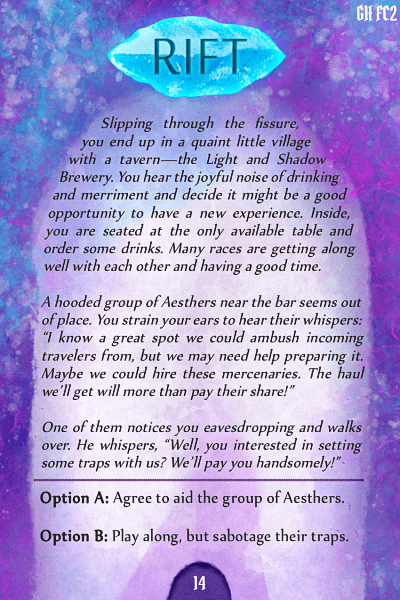 GH FC2
RIFT
Slipping through the fissure,
you end up in a quaint little village
with a tavern—the Light and Shadow
Brewery. You hear the joyful noise of drinking
and merriment and decide it might be a good
opportunity to have a new experience. Inside,
you are seated at the only available table and
order some drinks. Many races are getting along
well with each other and having a good time.
A hooded group of Aesthers near the bar seems out
of place. You strain your ears to hear their whispers:
“I know a great spot we could ambush incoming
travelers from, but we may need help preparing it.
Maybe we could hire these mercenaries. The haul
we’ll get will more than pay their share!”
One of them notices you eavesdropping and walks
over. He whispers, “Well, you interested in setting
some traps with us? We’ll pay you handsomely!”
Option A: Agree to aid the group of Aesthers.
Option B: Play along, but sabotage their traps.
14